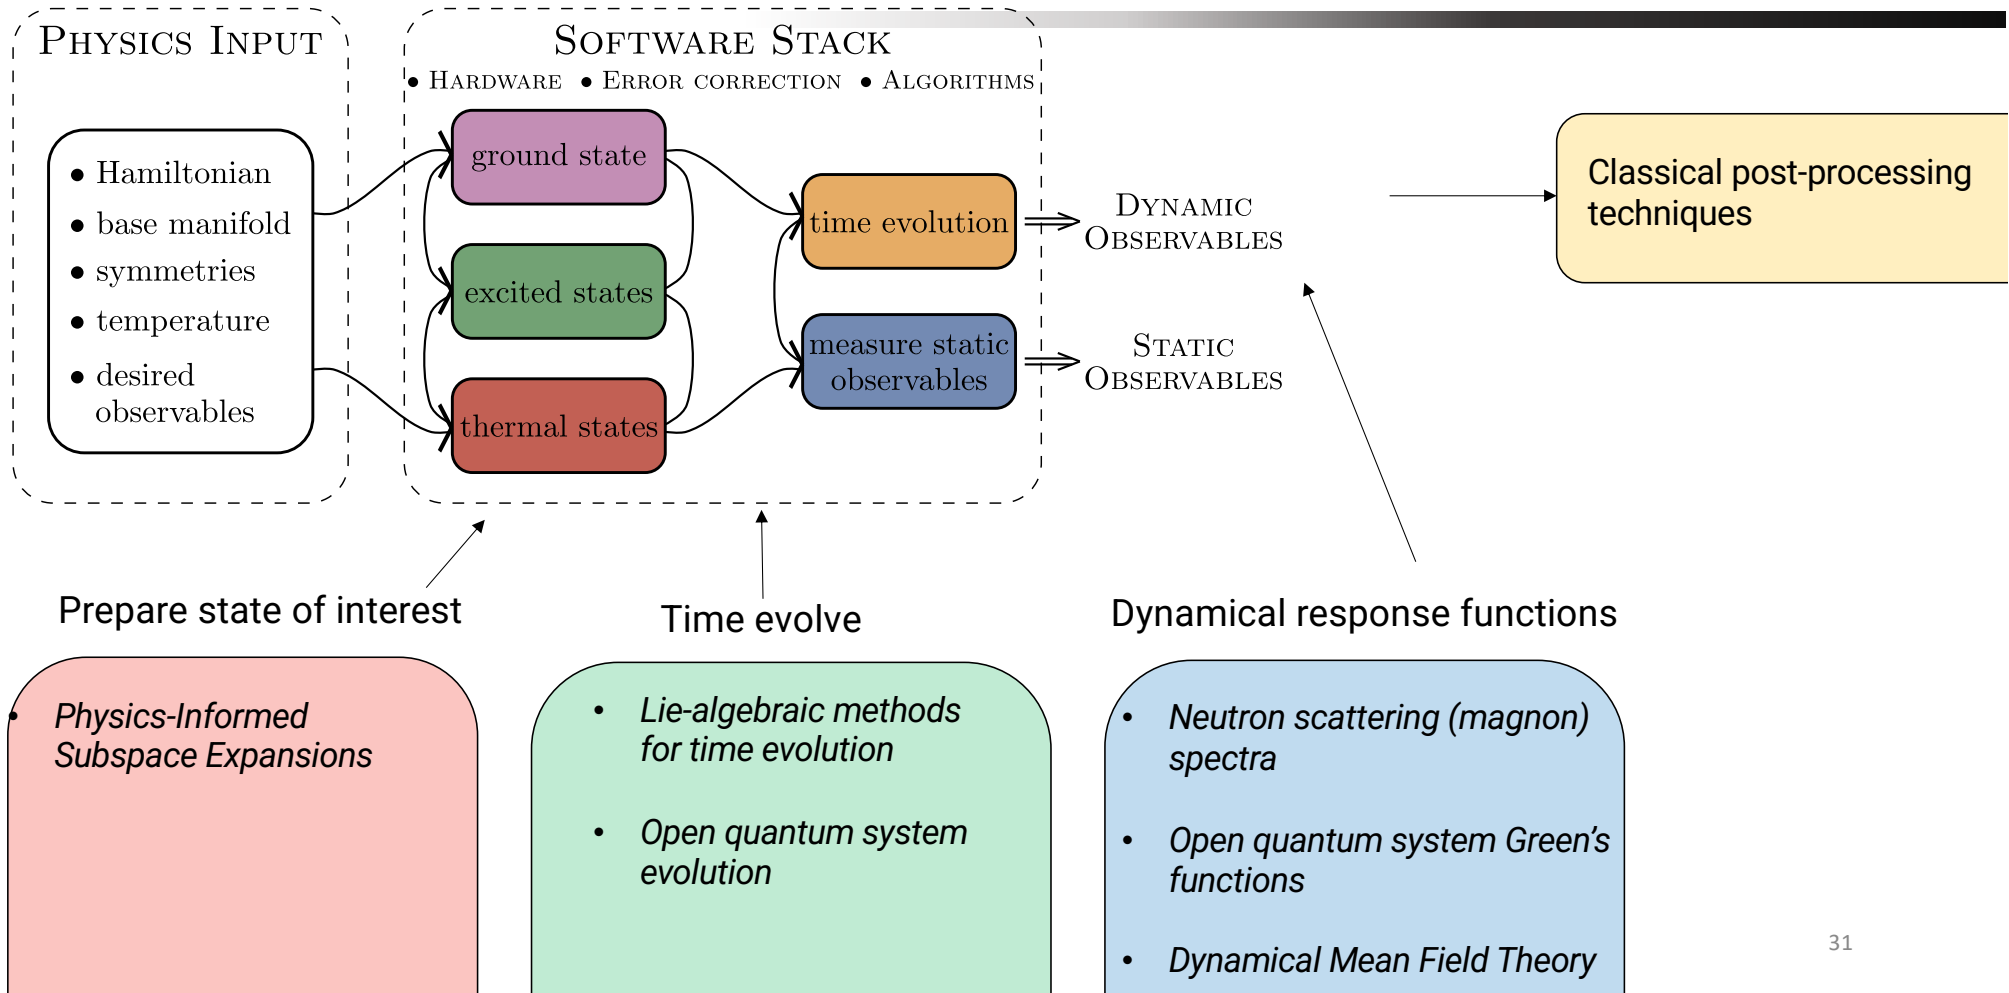 PHYSICS INPUT
• Hamiltonian
• base manifold
• symmetries
• temperature
• desired
observables
SOFTWARE STACK
• HARDWARE • ERROR CORRECTION • ALGORITHMS
ground state
excited states
thermal states
time evolution
measure static
observables
DYNAMIC
OBSERVABLES
STATIC
OBSERVABLES
Classical post-processing
techniques
Prepare state of interest
• Physics-Informed
Subspace Expansions
Time evolve
• Lie-algebraic methods
for time evolution
• Open quantum system
evolution
Dynamical response functions
• Neutron scattering (magnon)
spectra
• Open quantum system Green’s
functions
• Dynamical Mean Field Theory
31